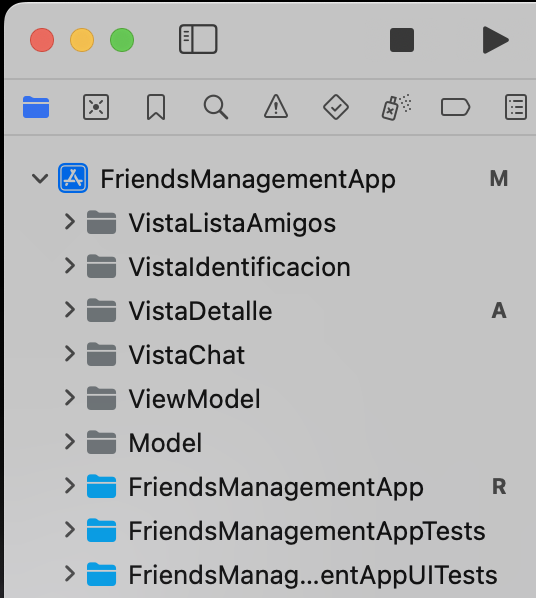 FriendsManagementApp M
VistaListaAmigos
VistaIdentificacion
VistaDetalle A
VistaChat
ViewModel
Model
FriendsManagementApp R
FriendsManagementAppTests
FriendsManag...entAppUITests